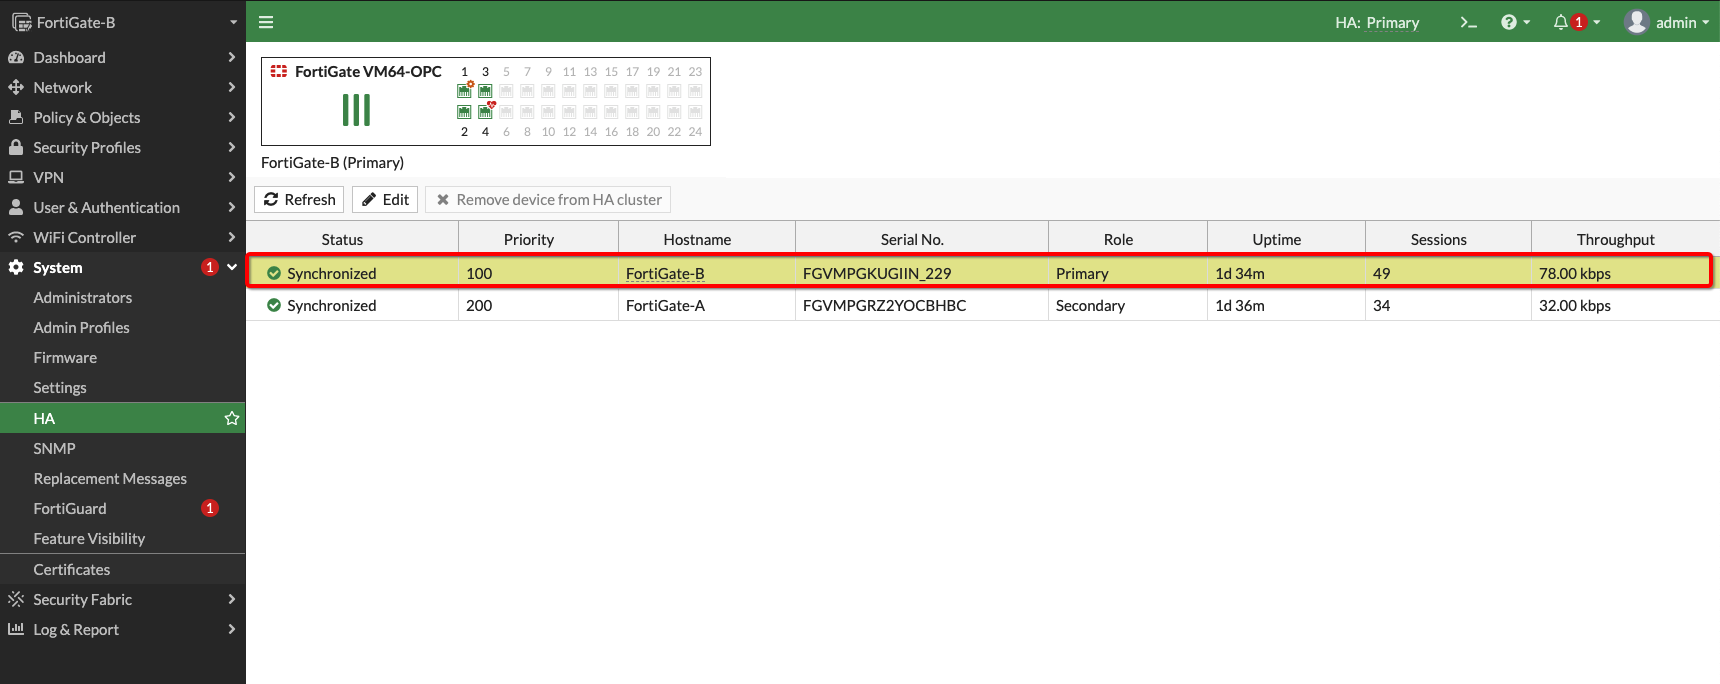 FortiGate-B
HA: Primary
>_
?
1
admin
Dashboard
Network
Policy & Objects
Security Profiles
VPN
User & Authentication
WiFi Controller
System 1
Administrators
Admin Profiles
Firmware
Settings
HA
SNMP
Replacement Messages
FortiGuard 1
Feature Visibility
Certificates
Security Fabric
Log & Report
FortiGate VM64-OPC
1 3 5 7 9 11 13 15 17 19 21 23
2 4 6 8 10 12 14 16 18 20 22 24
FortiGate-B (Primary)
Refresh Edit Remove device from HA cluster
Status Priority Hostname Serial No. Role Uptime Sessions Throughput
Synchronized 100 FortiGate-B FGVMPGKUGIIN_229 Primary 1d 34m 49 78.00 kbps
Synchronized 200 FortiGate-A FGVMPGRZ2YOCBHBC Secondary 1d 36m 34 32.00 kbps